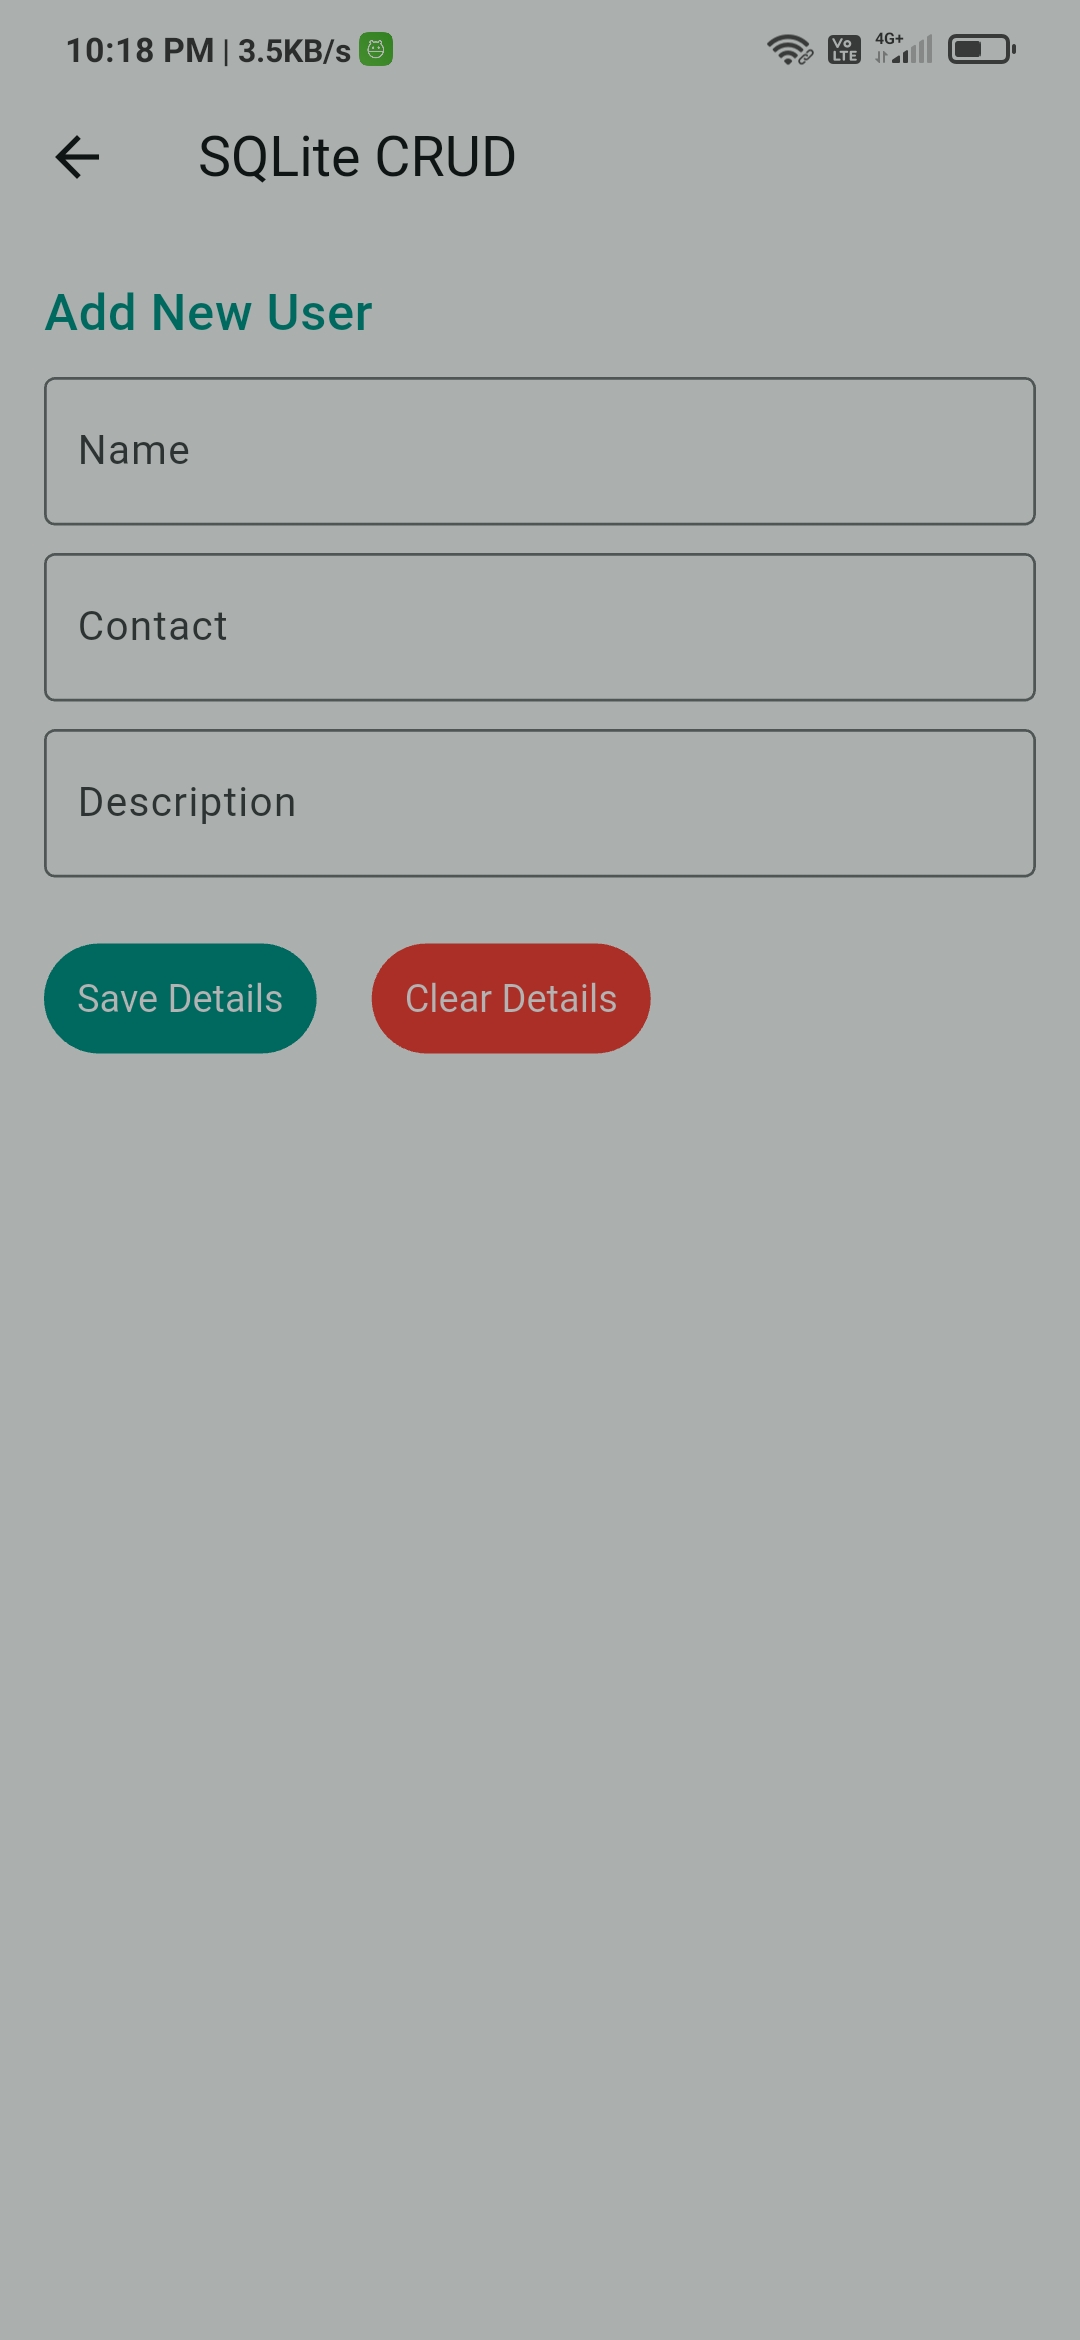 10:18 PM | 3.5KB/s
Vo LTE 4G+
SQLite CRUD
Add New User
Name
Contact
Description
Save Details Clear Details